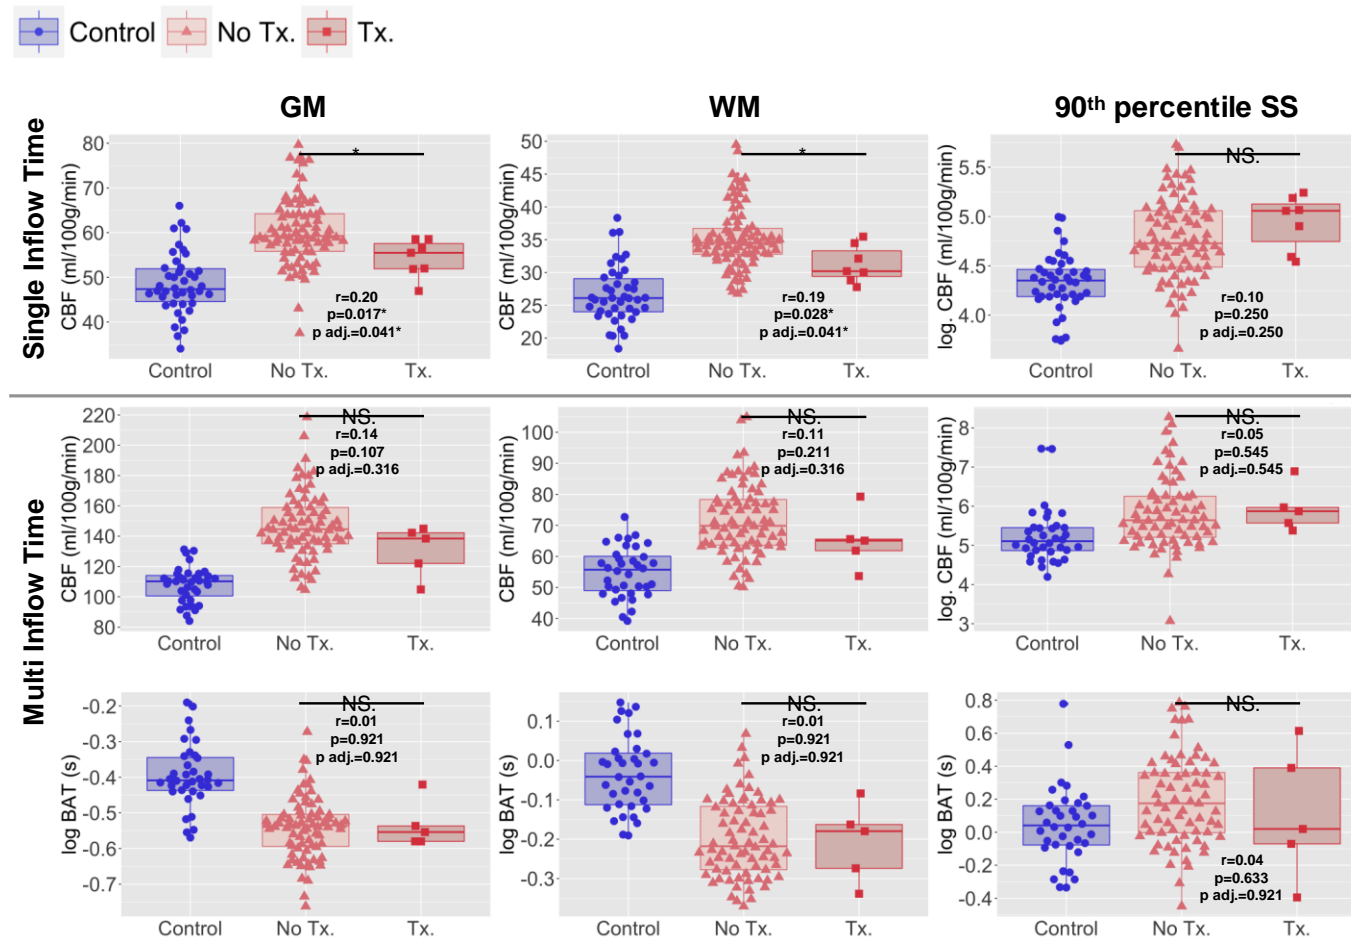 Control No Tx. Tx.
GM WM 90th percentile SS
Single Inflow Time
CBF (ml/100g/min)
80
70
60
50
40
*
r=0.20
p=0.017*
p adj.=0.041*
Control No Tx. Tx.
CBF (ml/100g/min)
50
45
40
35
30
25
20
*
r=0.19
p=0.028*
p adj.=0.041*
Control No Tx. Tx.
log. CBF (ml/100g/min)
5.5
5.0
4.5
4.0
NS.
r=0.10
p=0.250
p adj.=0.250
Control No Tx. Tx.
Multi Inflow Time
CBF (ml/100g/min)
220
200
180
160
140
120
100
80
NS.
r=0.14
p=0.107
p adj.=0.316
Control No Tx. Tx.
CBF (ml/100g/min)
100
90
80
70
60
50
40
NS.
r=0.11
p=0.211
p adj.=0.316
Control No Tx. Tx.
log. CBF (ml/100g/min)
8
7
6
5
4
3
NS.
r=0.05
p=0.545
p adj.=0.545
Control No Tx. Tx.
log BAT (s)
-0.2
-0.3
-0.4
-0.5
-0.6
-0.7
NS.
r=0.01
p=0.921
p adj.=0.921
Control No Tx. Tx.
log BAT (s)
0.1
0.0
-0.1
-0.2
-0.3
NS.
r=0.01
p=0.921
p adj.=0.921
Control No Tx. Tx.
log BAT (s)
0.8
0.6
0.4
0.2
0.0
-0.2
-0.4
NS.
r=0.04
p=0.633
p adj.=0.921
Control No Tx. Tx.